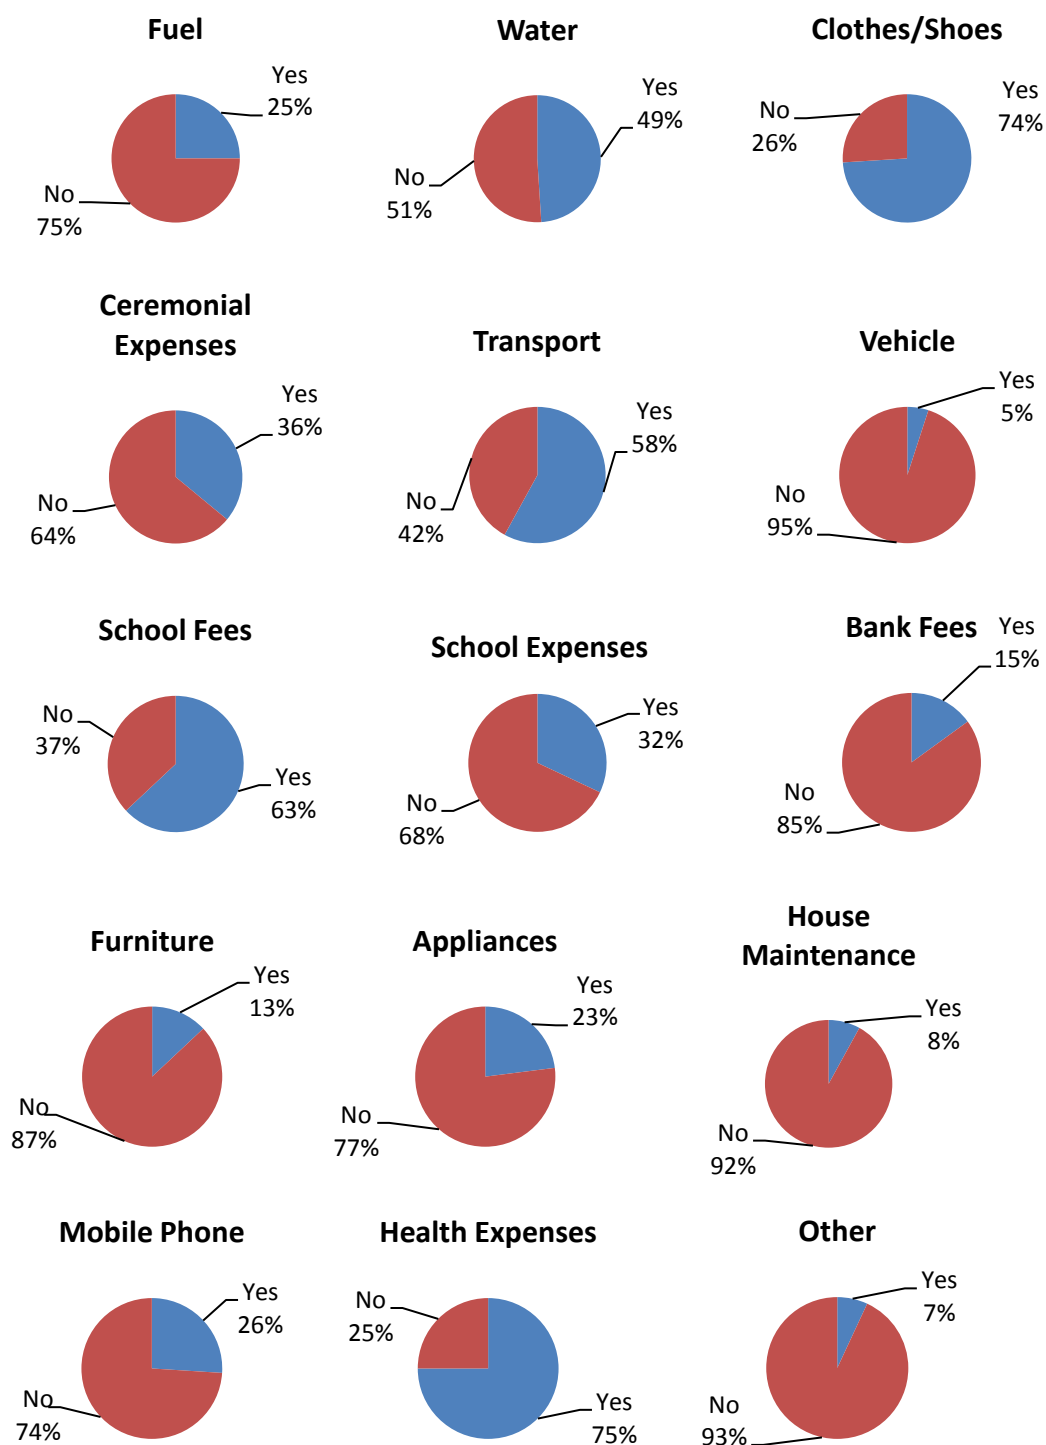 Fuel
Yes
25%
No
75%
Water
Yes
49%
No
51%
Clothes/Shoes
No
26%
Yes
74%
Ceremonial
Expenses
Yes
36%
No
64%
Transport
Yes
58%
No
42%
Vehicle
Yes
5%
No
95%
School Fees
No
37%
Yes
63%
School Expenses
Yes
32%
No
68%
Bank Fees
Yes
15%
No
85%
Furniture
Yes
13%
No
87%
Appliances
Yes
23%
No
77%
House
Maintenance
Yes
8%
No
92%
Mobile Phone
Yes
26%
No
74%
Health Expenses
No
25%
Yes
75%
Other
Yes
7%
No
93%